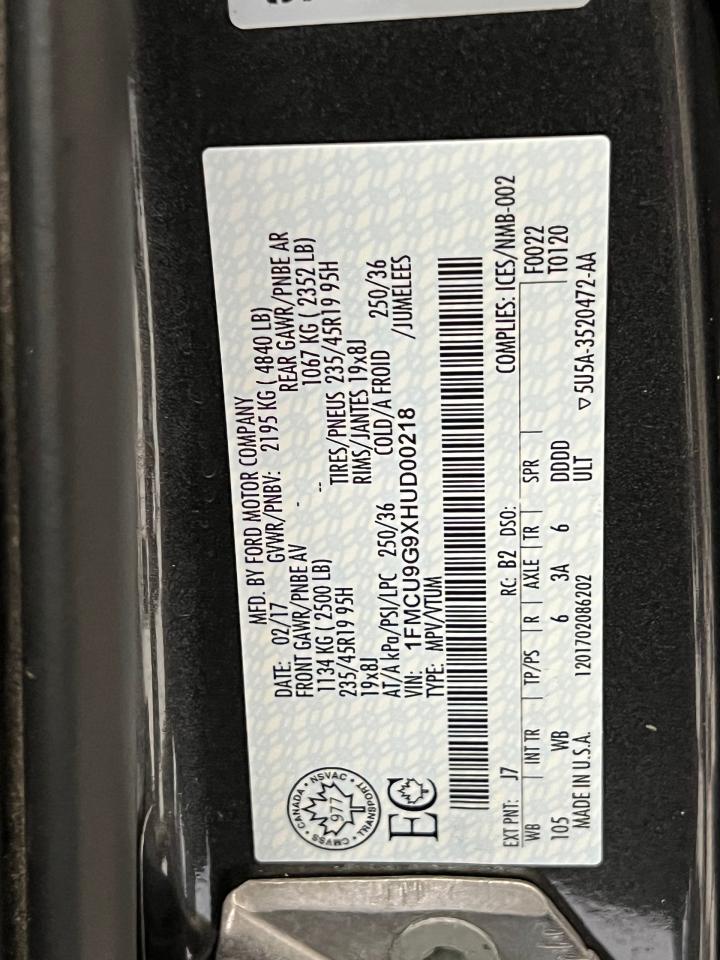 MFD. BY FORD MOTOR COMPANY
DATE: 02/17 GVWR/PNBV: 2195 KG ( 4840 LB)
FRONT GAWR/PNBE AV - REAR GAWR/PNBE AR
1134 KG ( 2500 LB) -- 1067 KG ( 2352 LB)
235/45R19 95H TIRES/PNEUS 235/45R19 95H
19x8J RIMS/JANTES 19x8J
AT/A kPa/PSI/LPC 250/36 COLD/A FROID 250/36
VIN: 1FMCU9G9XHUD00218 /JUMELEES
TYPE: MPV/VTUM
CANADA • NSVAC • TRANSPORT • CMVSS •
977
EC
EXT PNT: J7 RC: B2 DSO: COMPLIES: ICES/NMB-002
WB INT TR TP/PS R AXLE TR SPR F0022
105 WB 6 3A 6 DDDD T0120
MADE IN U.S.A. 1201702086202 ULT ▽5U5A-3520472-AA